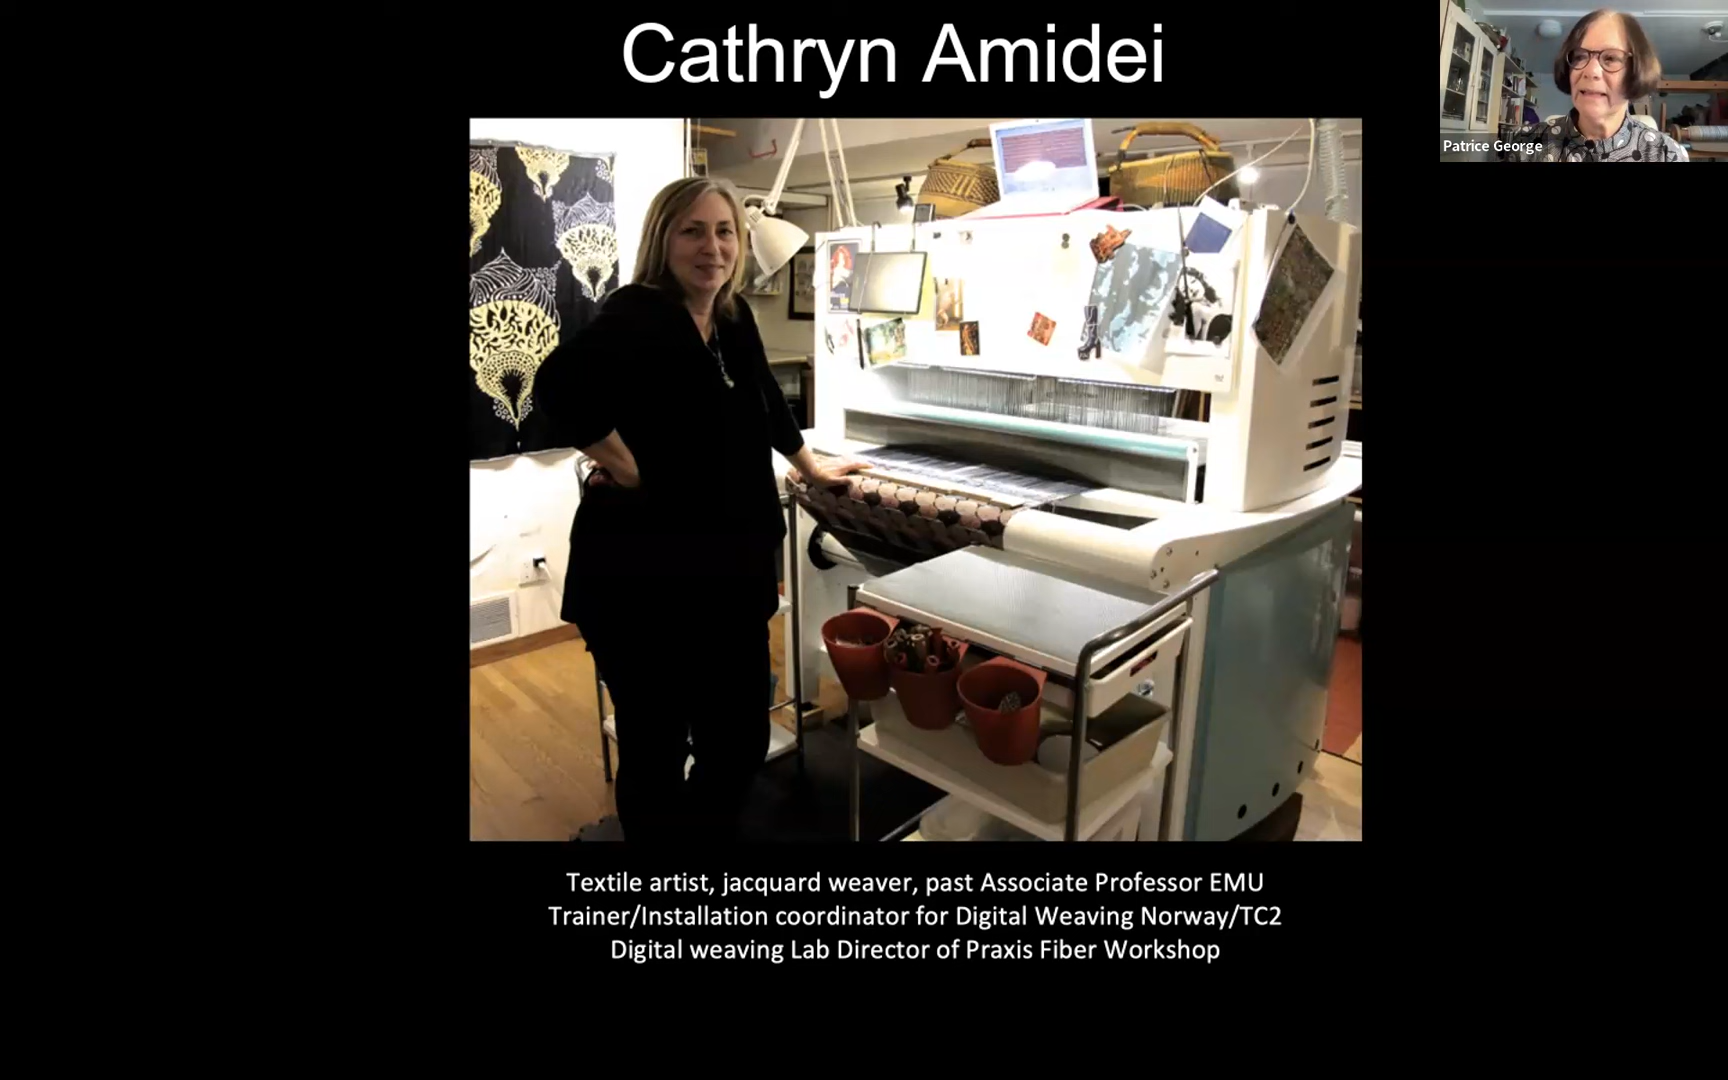 Cathryn Amidei
Patrice George
Textile artist, jacquard weaver, past Associate Professor EMU
Trainer/Installation coordinator for Digital Weaving Norway/TC2
Digital weaving Lab Director of Praxis Fiber Workshop